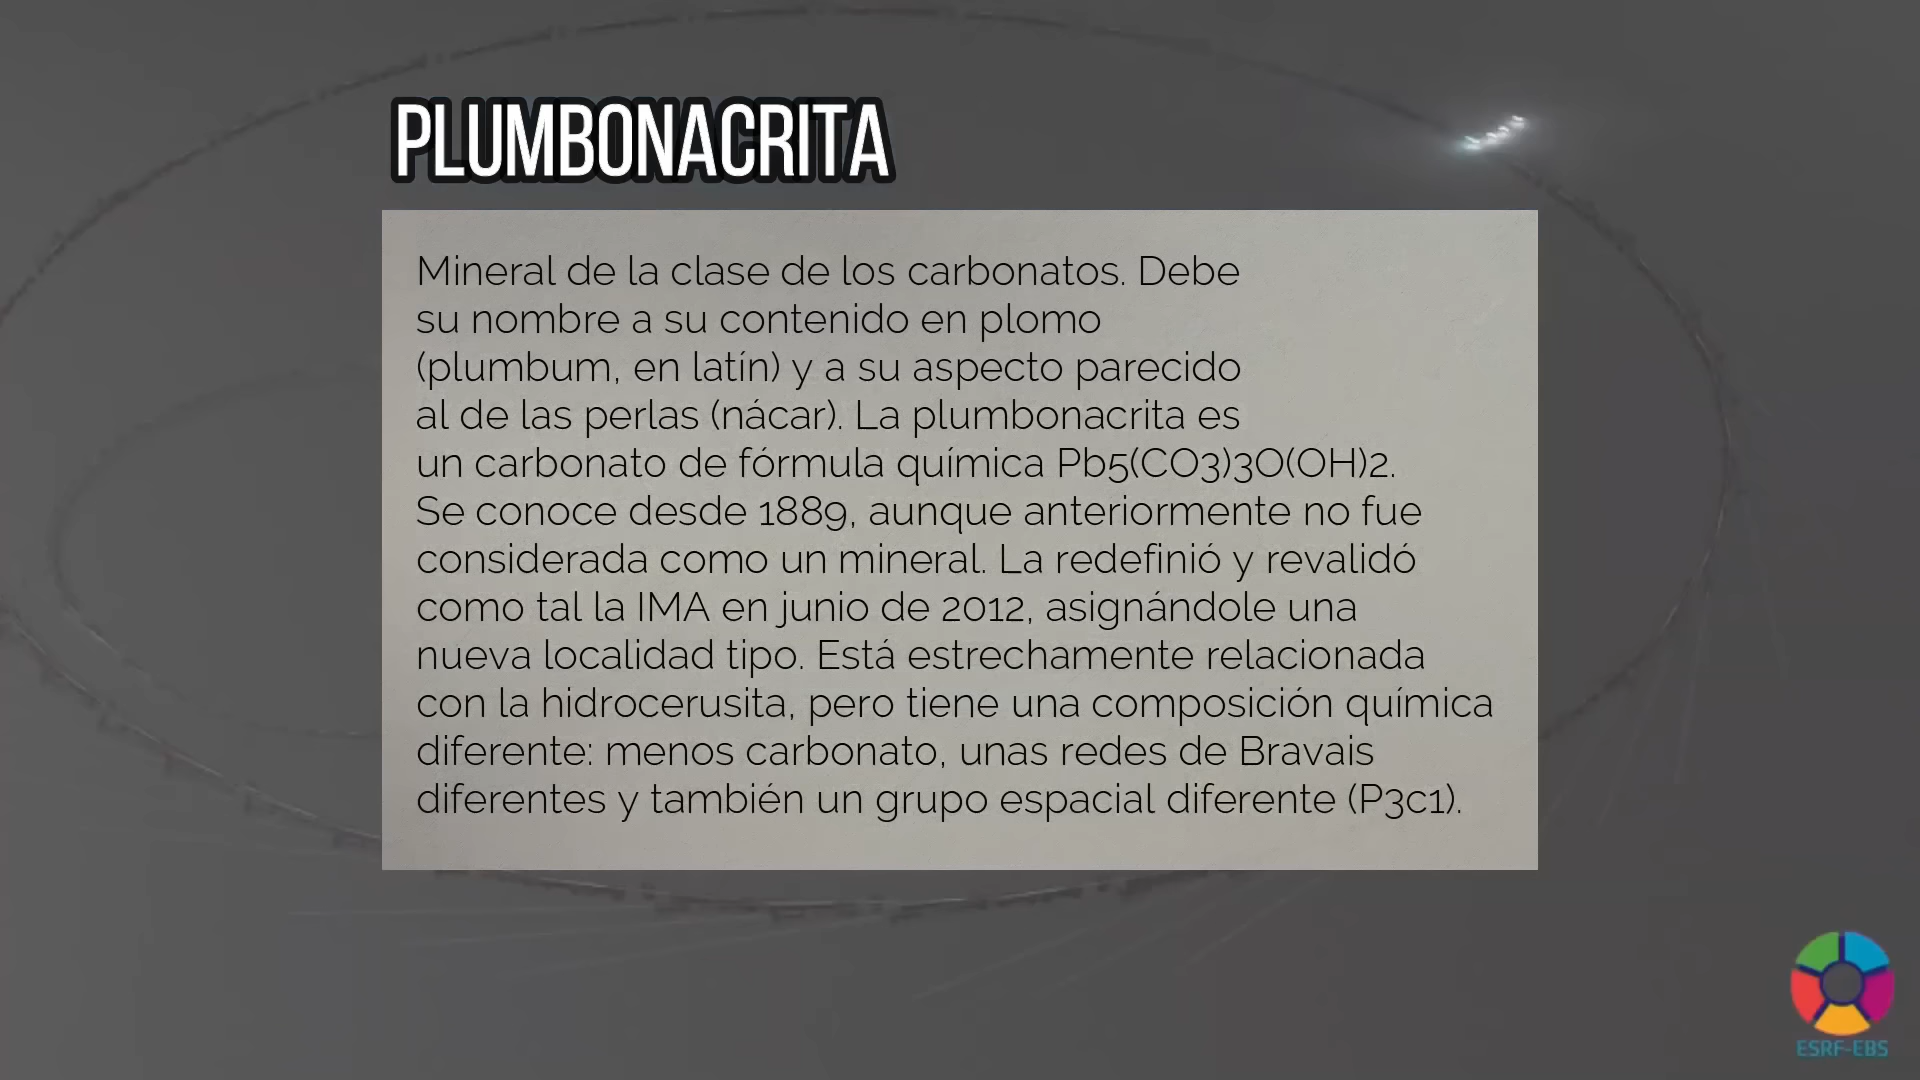 PLUMBONACRITA
Mineral de la clase de los carbonatos. Debe
su nombre a su contenido en plomo
(plumbum, en latín) y a su aspecto parecido
al de las perlas (nácar). La plumbonacrita es
un carbonato de fórmula química Pb5(CO3)3O(OH)2.
Se conoce desde 1889, aunque anteriormente no fue
considerada como un mineral. La redefinió y revalidó
como tal la IMA en junio de 2012, asignándole una
nueva localidad tipo. Está estrechamente relacionada
con la hidrocerusita, pero tiene una composición química
diferente: menos carbonato, unas redes de Bravais
diferentes y también un grupo espacial diferente (P3c1).
ESRF-EBS